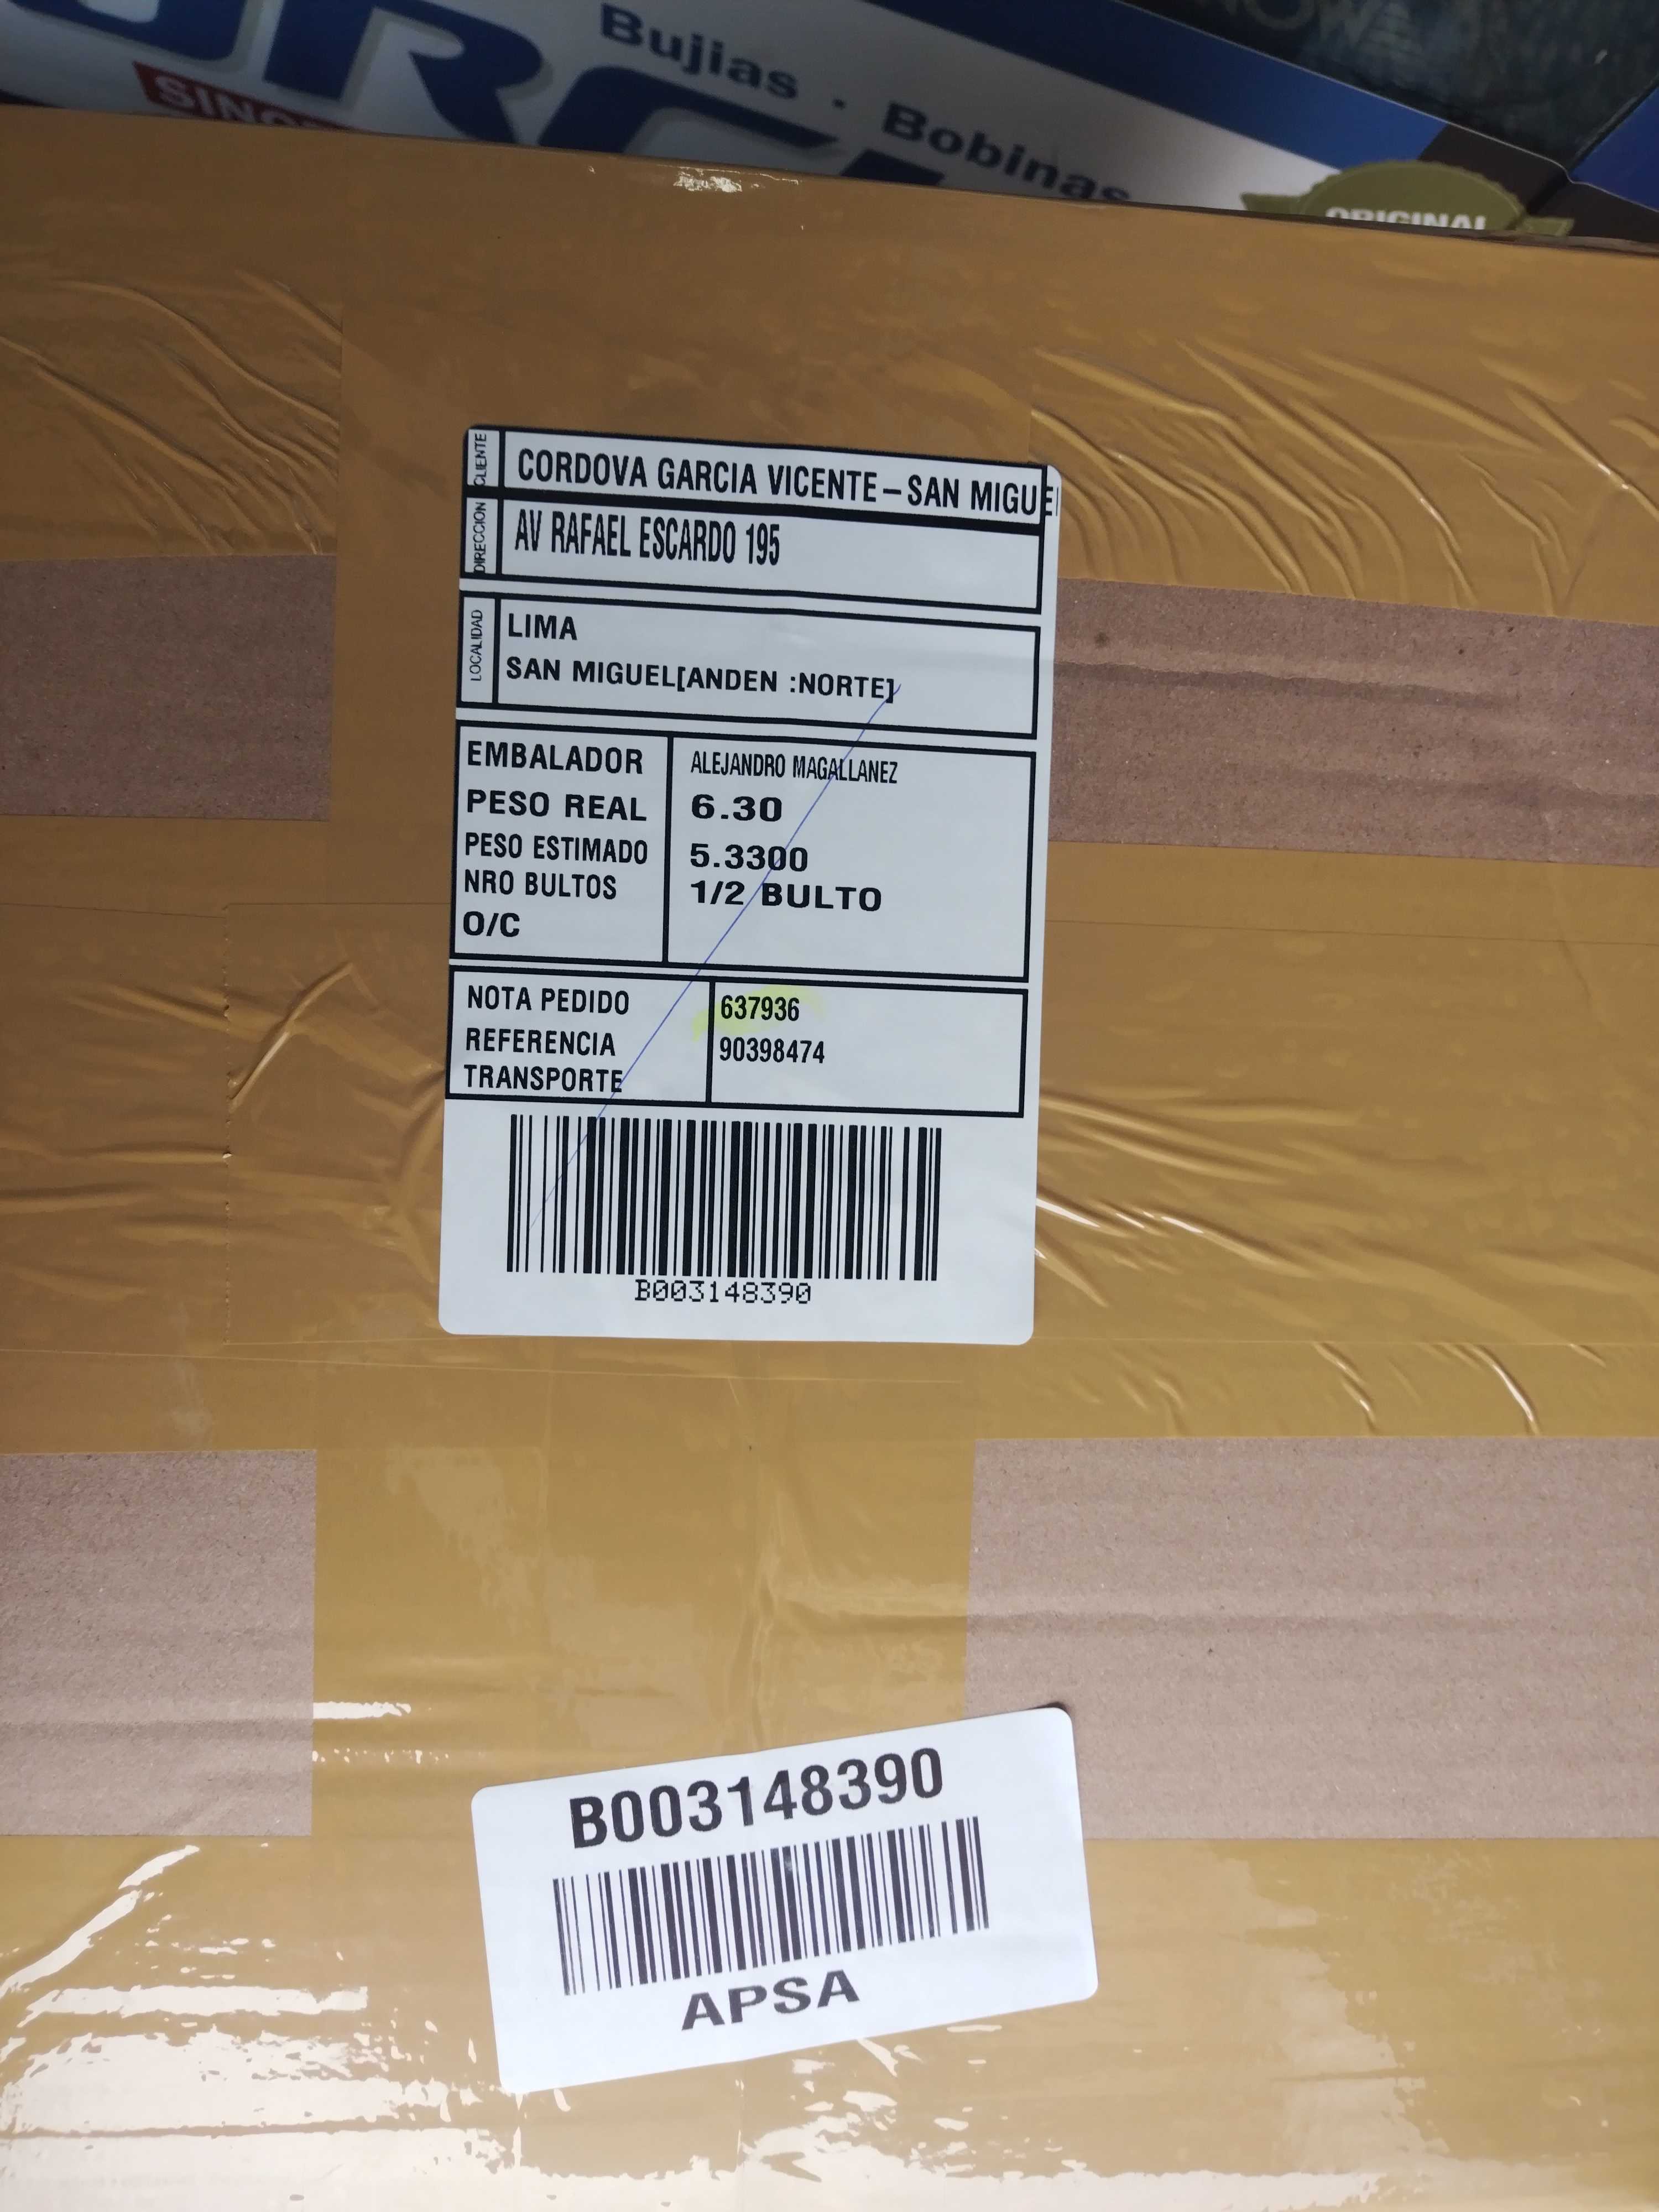 Bujias · Bobinas
ORIGINAL
CLIENTE
CORDOVA GARCIA VICENTE-SAN MIGUE
DIRECCION
AV RAFAEL ESCARDO 195
LOCALIDAD
LIMA
SAN MIGUEL[ANDEN :NORTE]
EMBALADOR ALEJANDRO MAGALLANEZ
PESO REAL 6.30
PESO ESTIMADO 5.3300
NRO BULTOS 1/2 BULTO
O/C
NOTA PEDIDO 637936
REFERENCIA 90398474
TRANSPORTE
B003148390
B003148390
APSA